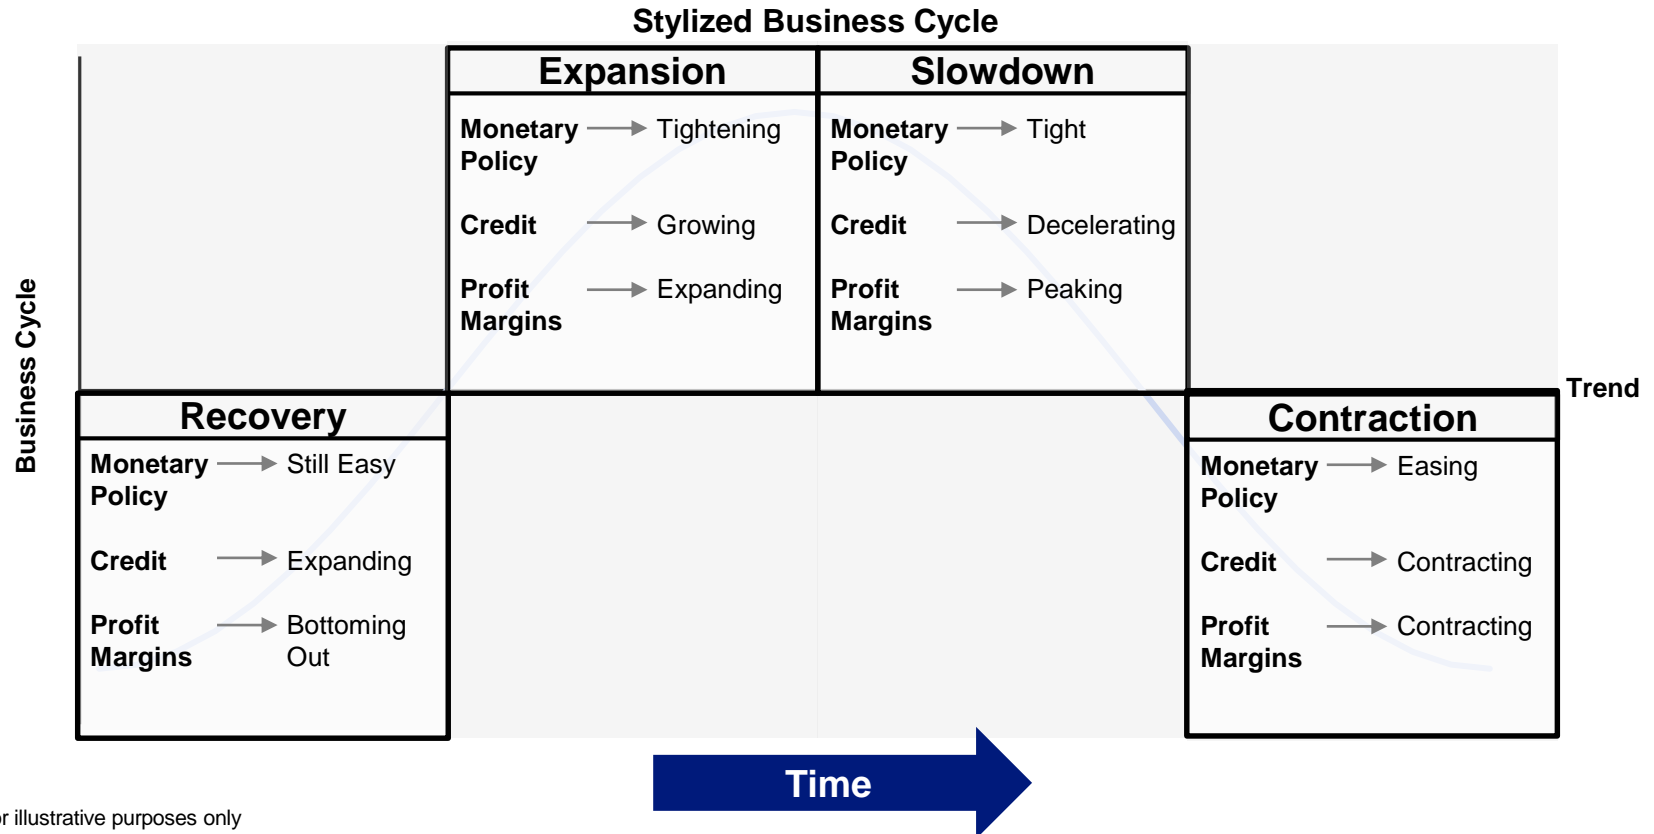 Stylized Business Cycle
Expansion
Monetary Policy → Tightening
Credit → Growing
Profit Margins → Expanding
Slowdown
Monetary Policy → Tight
Credit → Decelerating
Profit Margins → Peaking
Business Cycle
Trend
Recovery
Monetary Policy → Still Easy
Credit → Expanding
Profit Margins → Bottoming Out
Contraction
Monetary Policy → Easing
Credit → Contracting
Profit Margins → Contracting
Time
or illustrative purposes only